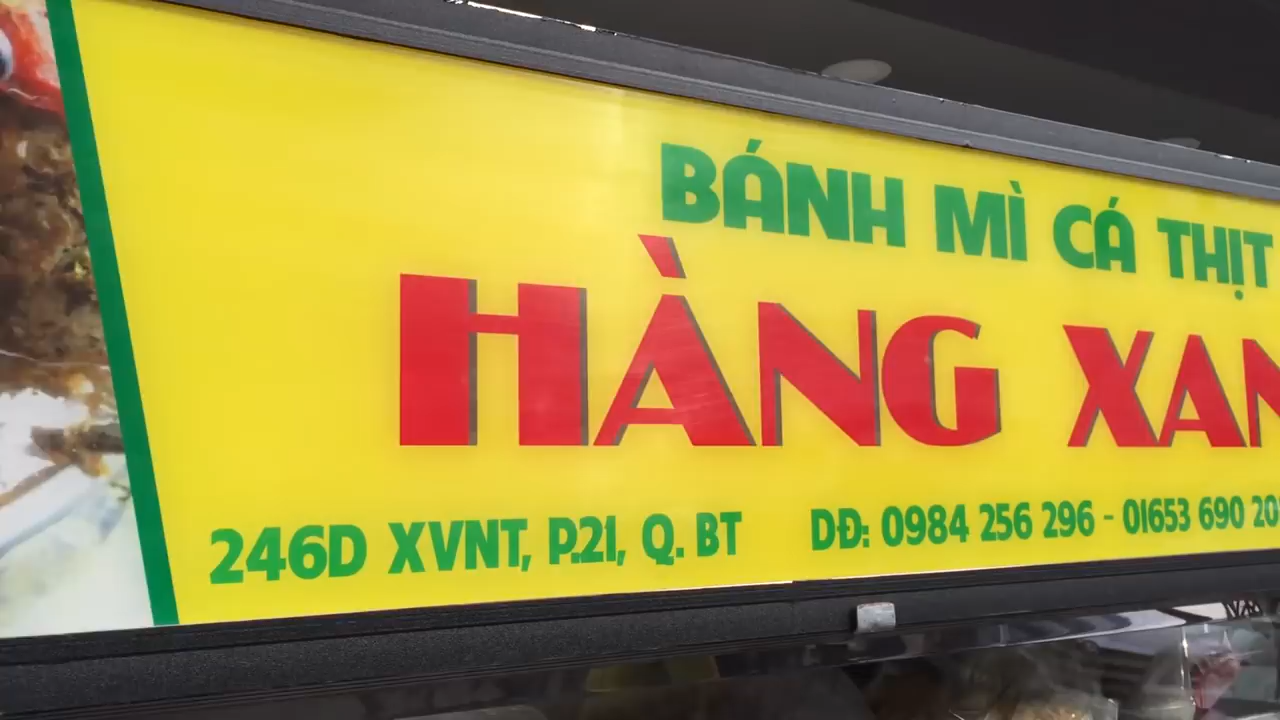 BÁNH MÌ CÁ THỊT
HÀNG XAN
246D XVNT, P.21, Q. BT DĐ: 0984 256 296 - 01653 690 20